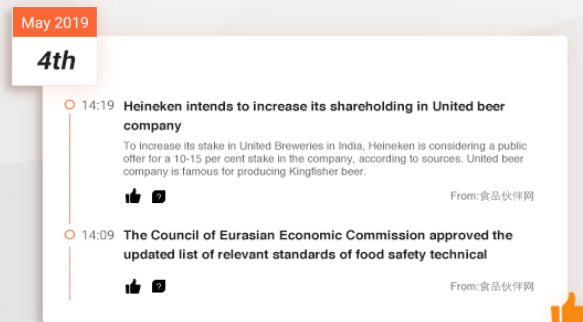 May 2019
4th
14:19 Heineken intends to increase its shareholding in United beer
company
To increase its stake in United Breweries in India, Heineken is considering a public
offer for a 10-15 per cent stake in the company, according to sources. United beer
company is famous for producing Kingfisher beer.
?
From:食品伙伴网
14:09 The Council of Eurasian Economic Commission approved the
updated list of relevant standards of food safety technical
?
From:食品伙伴网